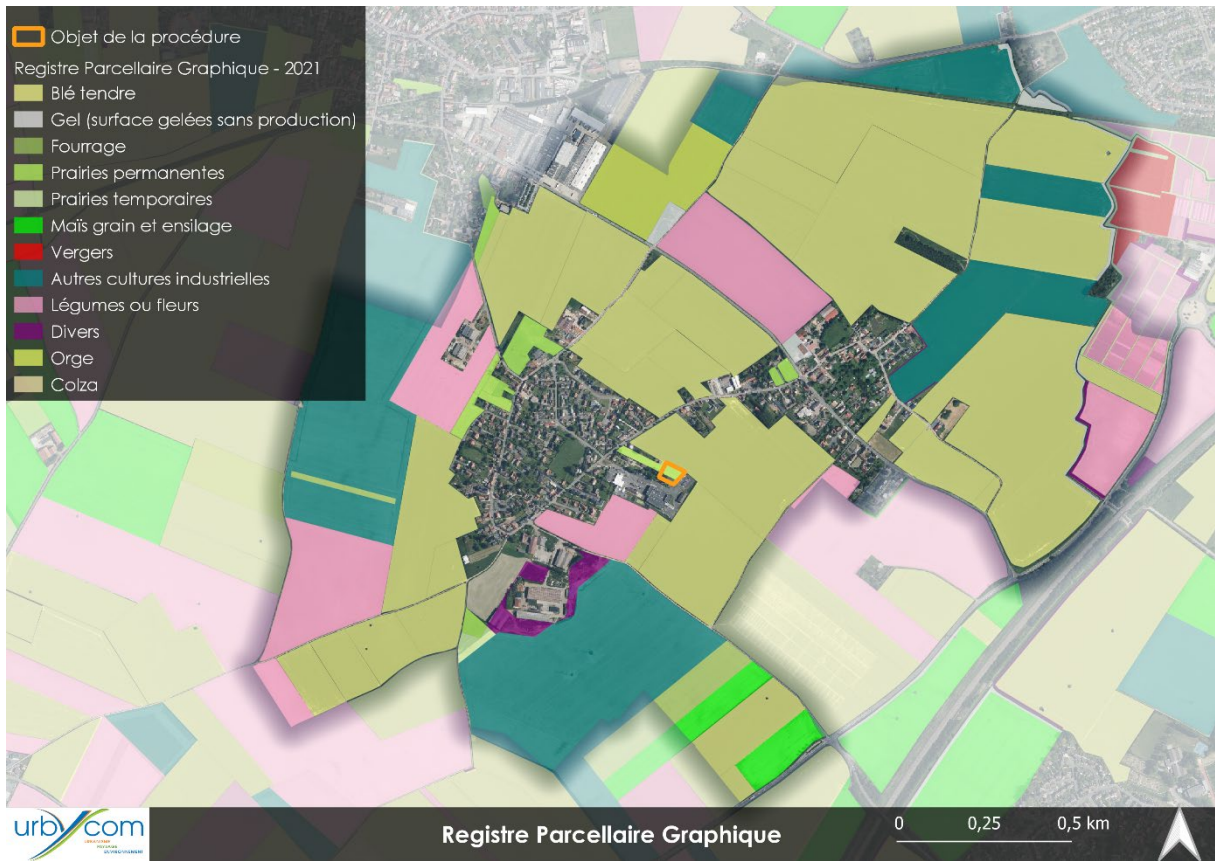 Objet de la procédure
Registre Parcellaire Graphique - 2021
Blé tendre
Gel (surface gelées sans production)
Fourrage
Prairies permanentes
Prairies temporaires
Maïs grain et ensilage
Vergers
Autres cultures industrielles
Légumes ou fleurs
Divers
Orge
Colza
urbycom
Registre Parcellaire Graphique
0 0,25 0,5 km